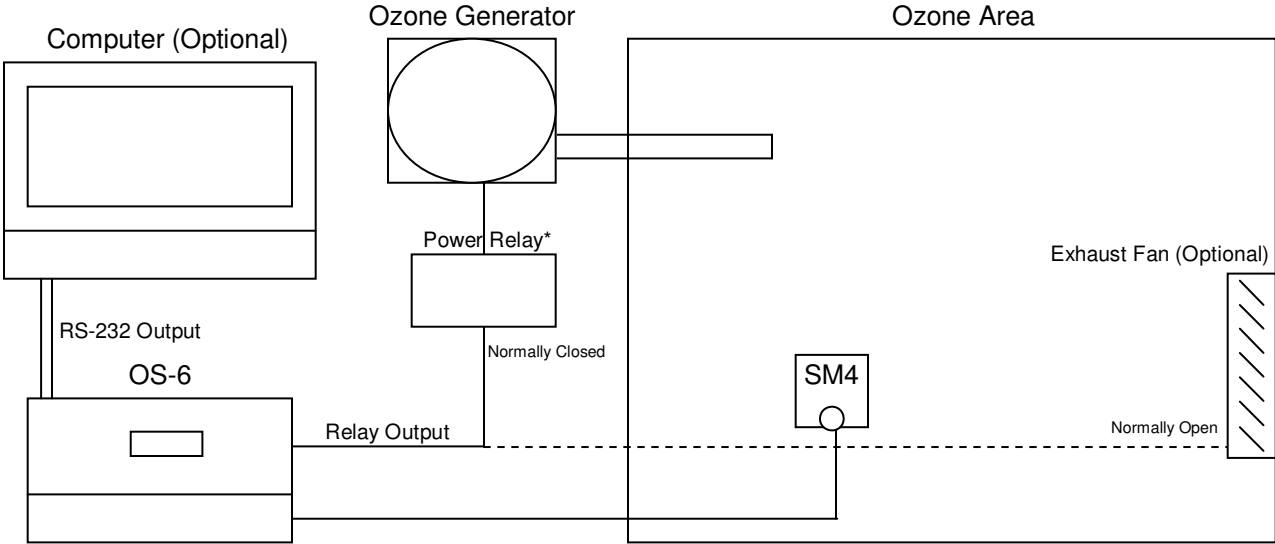 Ozone Generator
Ozone Area
Computer (Optional)
Power Relay*
Exhaust Fan (Optional)
RS-232 Output
Normally Closed
OS-6
SM4
Relay Output
Normally Open